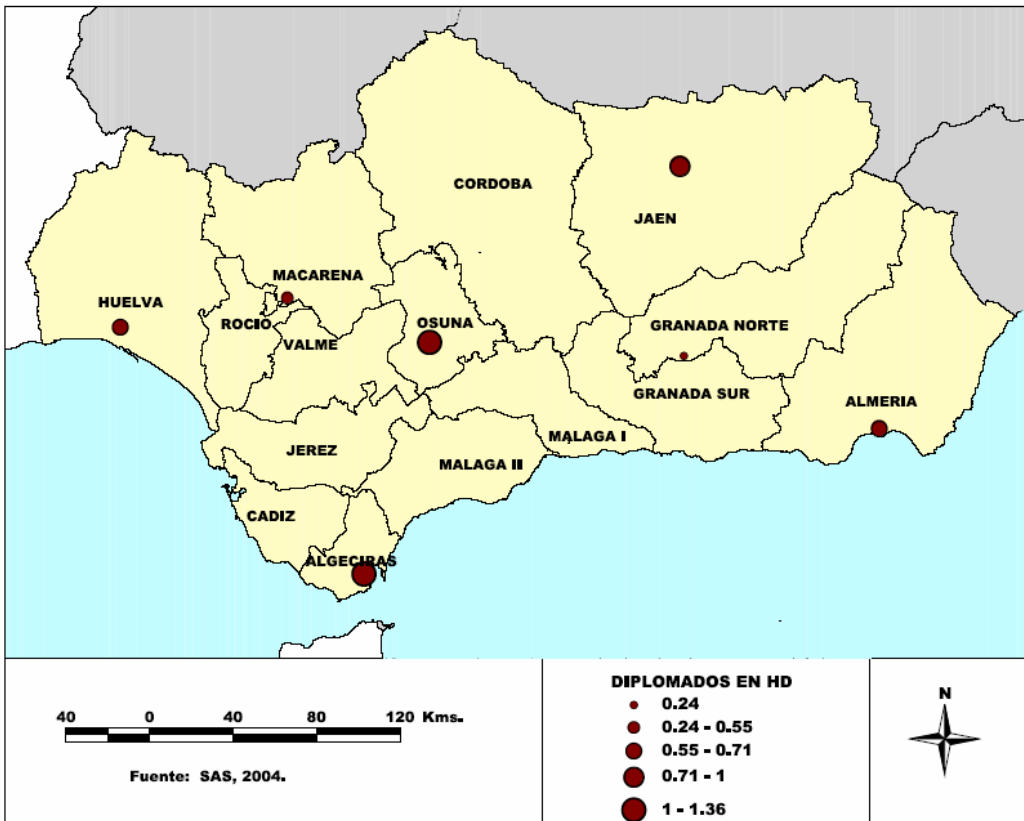 CORDOBA
JAEN
MACARENA
HUELVA
ROCIO
VALME
OSUNA
GRANADA NORTE
GRANADA SUR
ALMERIA
MALAGA I
JEREZ
MALAGA II
CADIZ
ALGECIRAS
40 0 40 80 120 Kms.
Fuente: SAS, 2004.
DIPLOMADOS EN HD
0.24
0.24 - 0.55
0.55 - 0.71
0.71 - 1
1 - 1.36
N